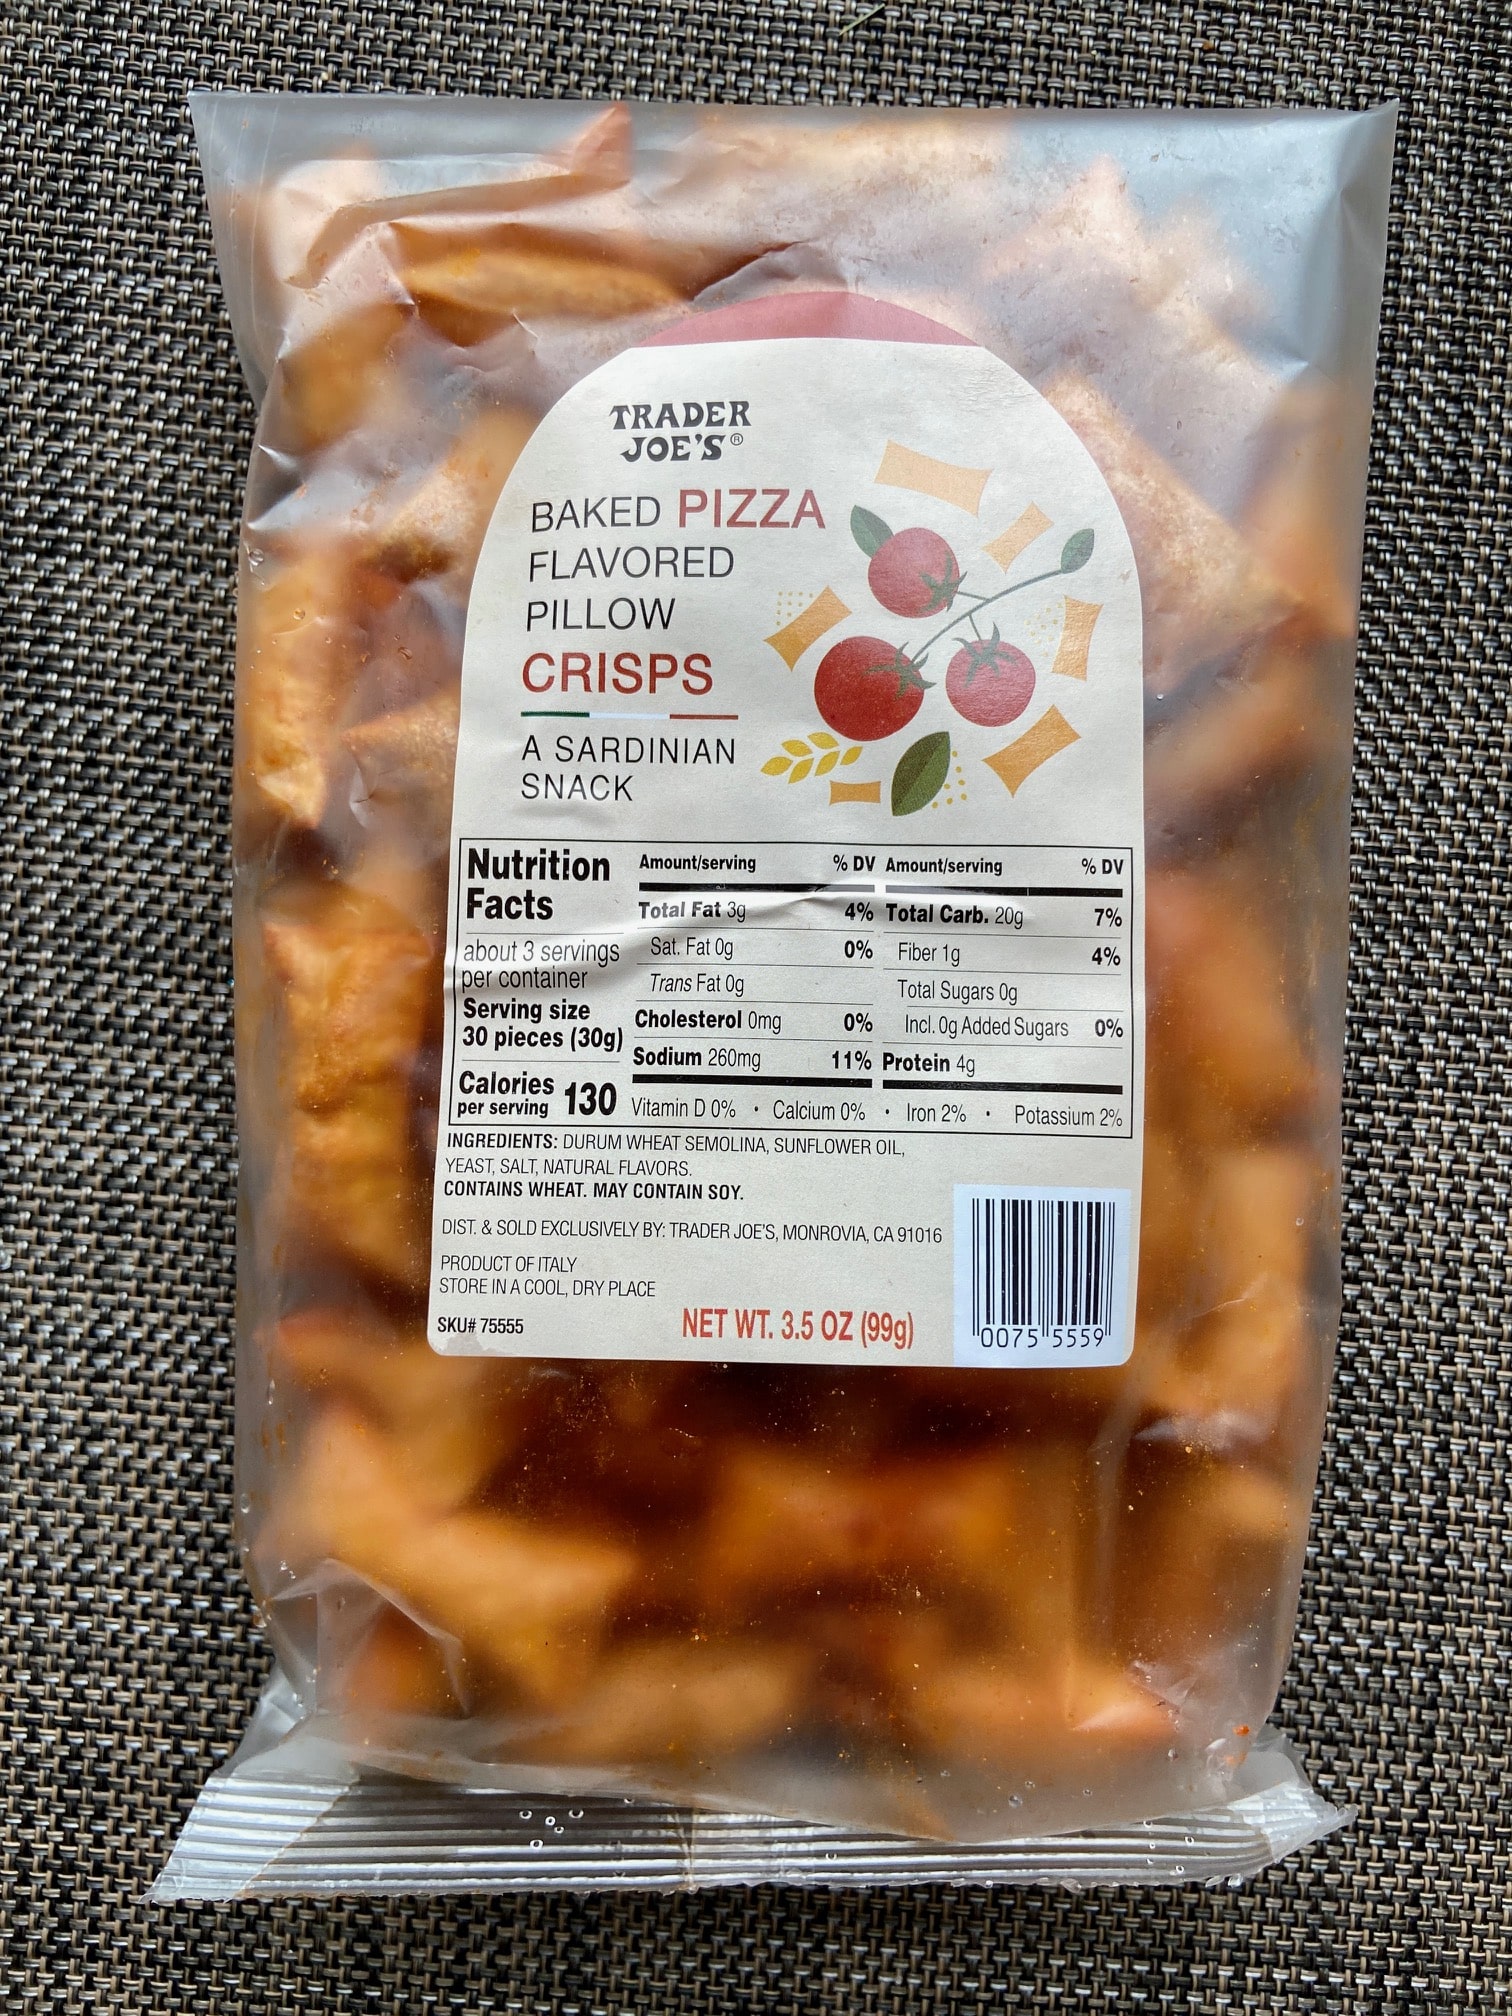 TRADER
JOE'S®
BAKED PIZZA
FLAVORED
PILLOW
CRISPS
A SARDINIAN
SNACK
Nutrition
Facts
about 3 servings
per container
Serving size
30 pieces (30g)
Calories
per serving 130
Amount/serving % DV
Total Fat 3g 4%
Sat. Fat 0g 0%
Trans Fat 0g
Cholesterol 0mg 0%
Sodium 260mg 11%
Amount/serving % DV
Total Carb. 20g 7%
Fiber 1g 4%
Total Sugars 0g
Incl. 0g Added Sugars 0%
Protein 4g
Vitamin D 0% • Calcium 0% • Iron 2% • Potassium 2%
INGREDIENTS: DURUM WHEAT SEMOLINA, SUNFLOWER OIL,
YEAST, SALT, NATURAL FLAVORS.
CONTAINS WHEAT. MAY CONTAIN SOY.
DIST. & SOLD EXCLUSIVELY BY: TRADER JOE'S, MONROVIA, CA 91016
PRODUCT OF ITALY
STORE IN A COOL, DRY PLACE
SKU# 75555
NET WT. 3.5 OZ (99g)
0075 5559